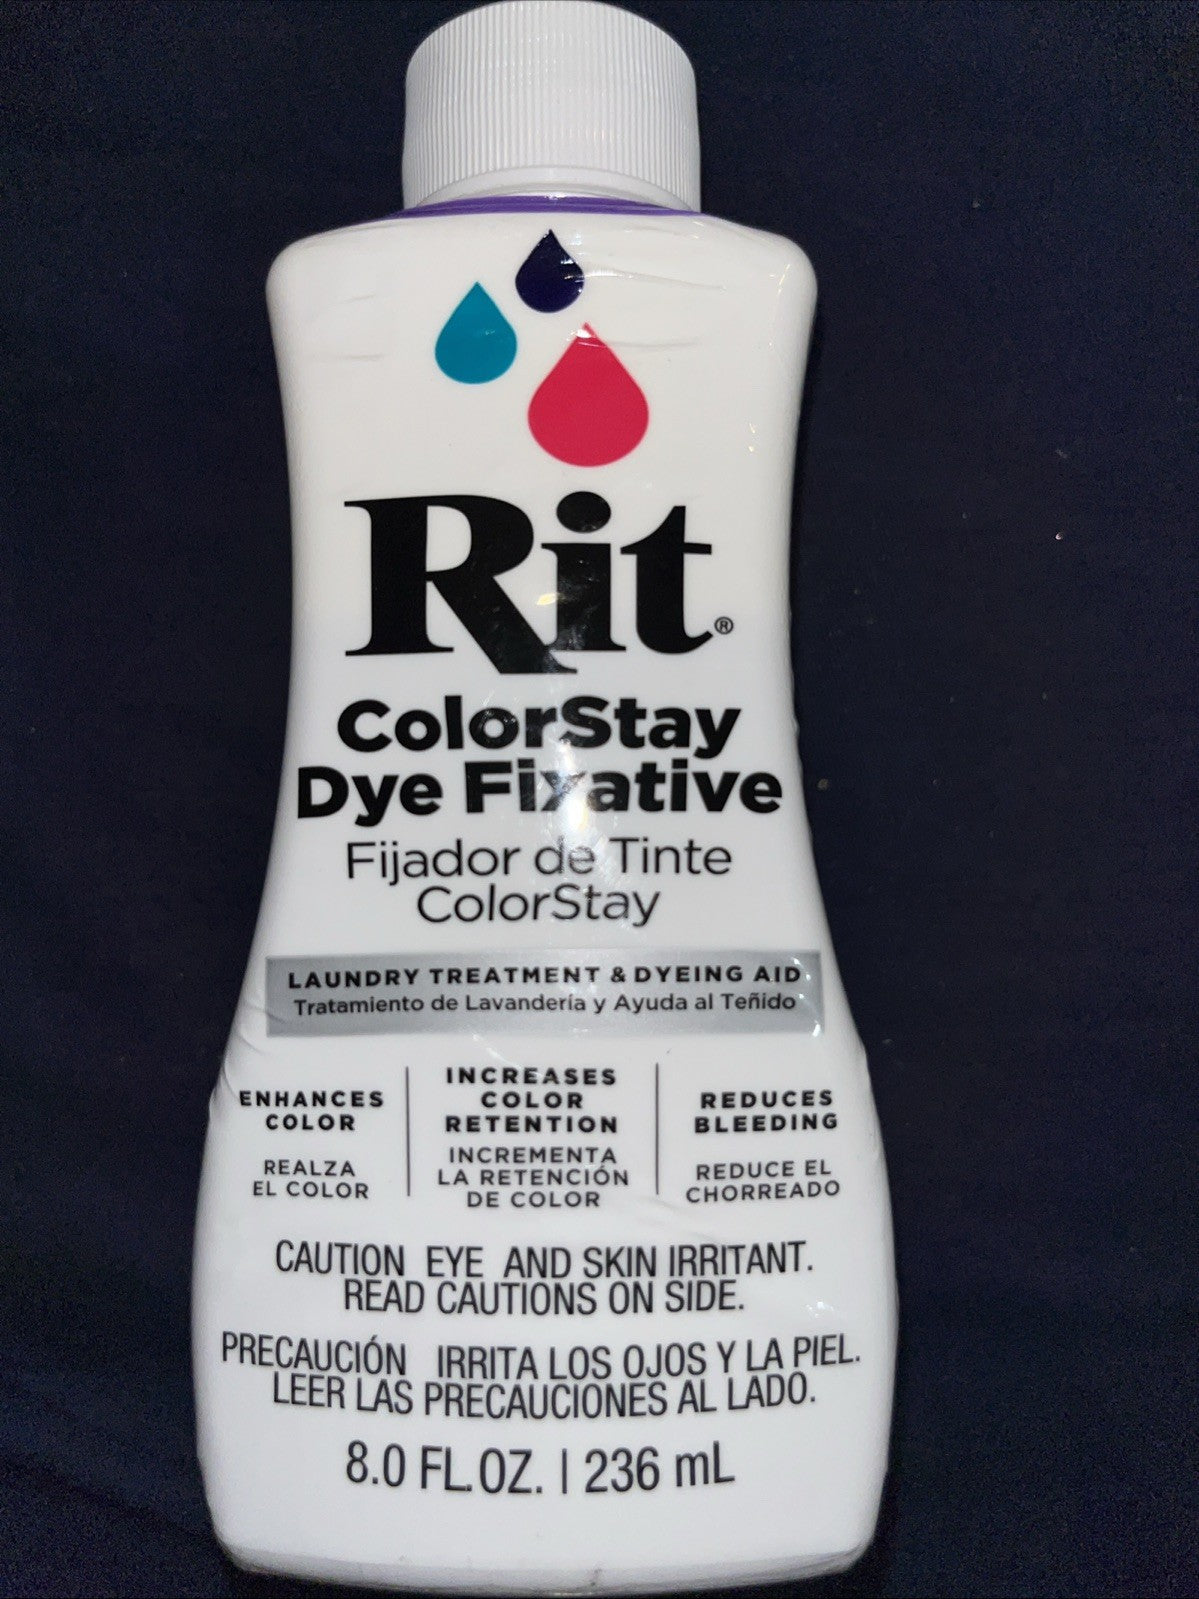 Rit®
ColorStay
Dye Fixative
Fijador de Tinte
ColorStay
LAUNDRY TREATMENT & DYEING AID
Tratamiento de Lavandería y Ayuda al Teñido
ENHANCES
COLOR
REALZA
EL COLOR
INCREASES
COLOR
RETENTION
INCREMENTA
LA RETENCIÓN
DE COLOR
REDUCES
BLEEDING
REDUCE EL
CHORREADO
CAUTION EYE AND SKIN IRRITANT.
READ CAUTIONS ON SIDE.
PRECAUCIÓN IRRITA LOS OJOS Y LA PIEL.
LEER LAS PRECAUCIONES AL LADO.
8.0 FL.OZ. | 236 mL